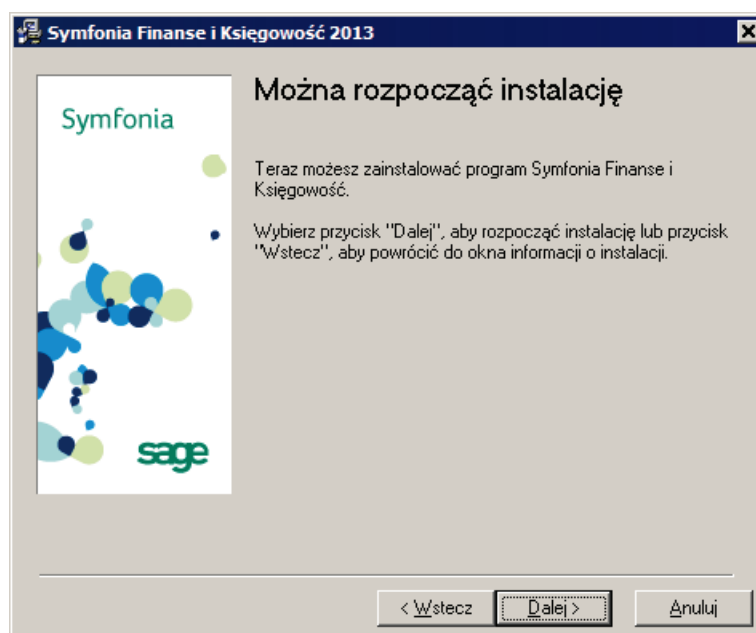 Symfonia Finanse i Księgowość 2013
Symfonia
sage
Można rozpocząć instalację
Teraz możesz zainstalować program Symfonia Finanse i
Księgowość.
Wybierz przycisk "Dalej", aby rozpocząć instalację lub przycisk
"Wstecz", aby powrócić do okna informacji o instalacji.
< Wstecz
Dalej >
Anuluj